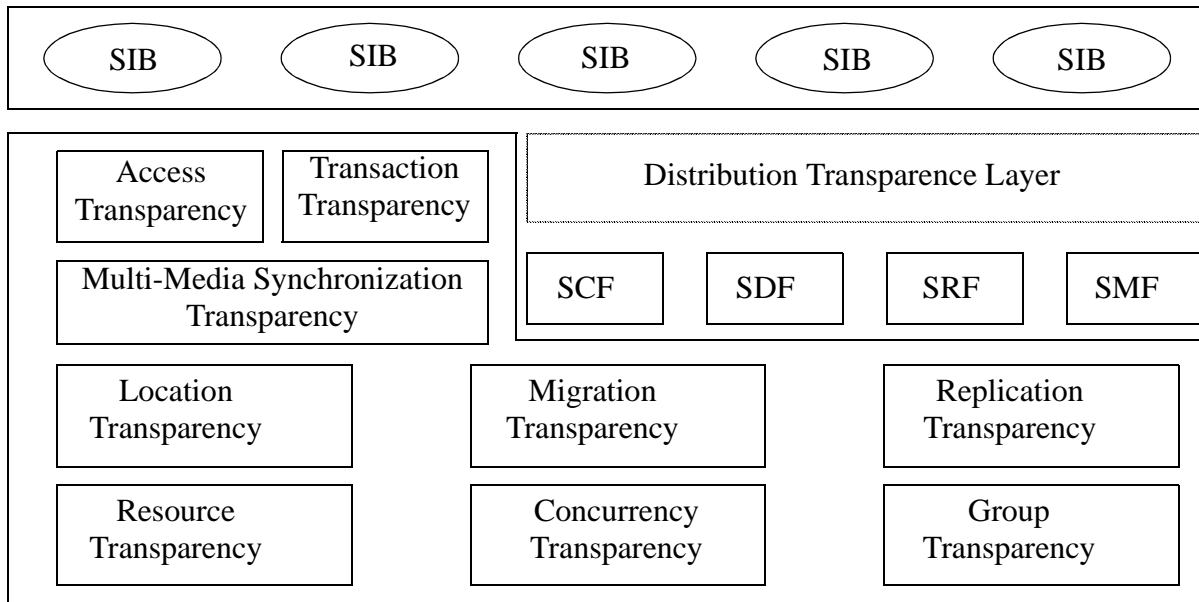 SIB SIB SIB SIB SIB
Access
Transparency
Transaction
Transparency
Distribution Transparence Layer
Multi-Media Synchronization
Transparency
SCF SDF SRF SMF
Location
Transparency
Migration
Transparency
Replication
Transparency
Resource
Transparency
Concurrency
Transparency
Group
Transparency